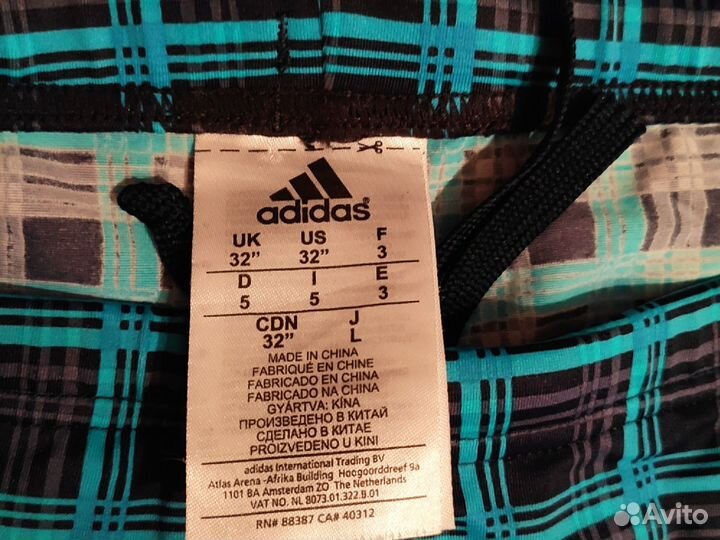 adidas®
UK US F
32" 32" 3
D I E
5 5 3
CDN J
32" L
MADE IN CHINA
FABRIQUÉ EN CHINE
FABRICADO EN CHINA
FABRICADO NA CHINA
GYÁRTVA: KÍNA
ПРОИЗВЕДЕНО В КИТАЙ
СДЕЛАНО В КИТАЕ
PROIZVEDENO U KINI
adidas International Trading BV
Atlas Arena -Afrika Building Hoogoorddreef 9a
1101 BA Amsterdam ZO The Netherlands
VAT NO. NL 8073.01.322.B.01
RN# 88387 CA# 40312
Avito